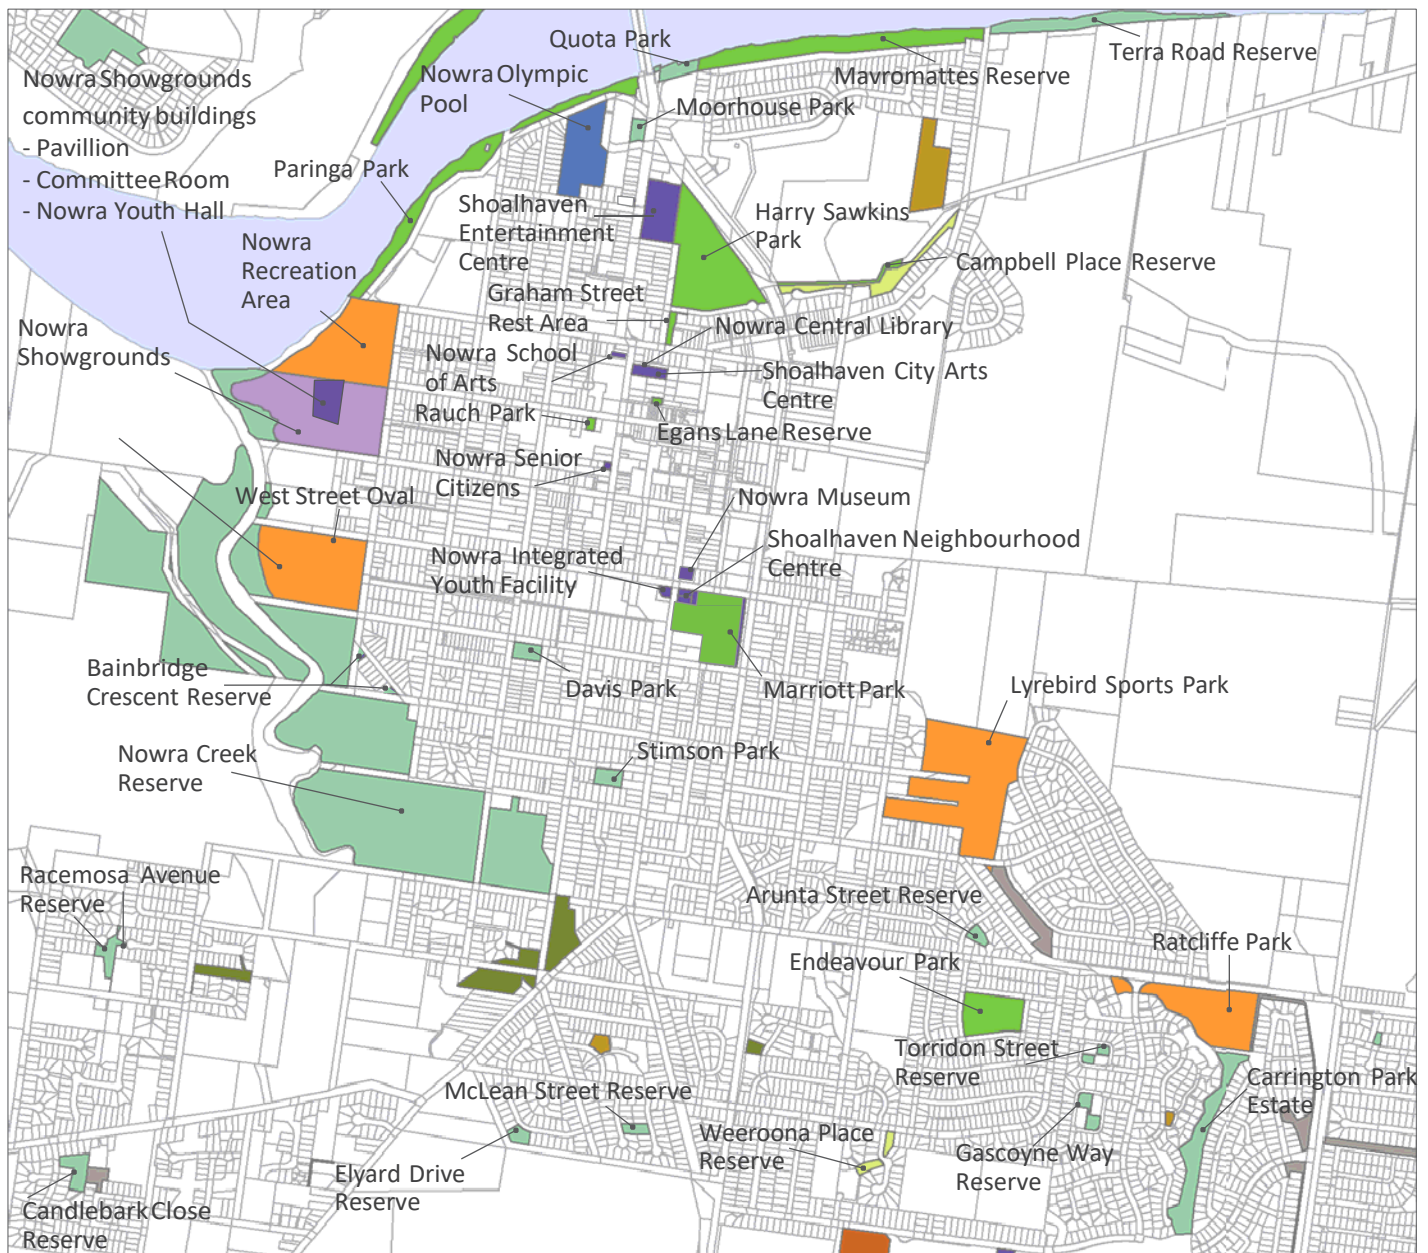 Quota Park
Terra Road Reserve
Nowra Showgrounds
community buildings
- Pavillion
- Committee Room
- Nowra Youth Hall
Nowra Olympic
Pool
Mavromattes Reserve
Moorhouse Park
Paringa Park
Shoalhaven
Entertainment
Centre
Harry Sawkins
Park
Nowra
Recreation
Area
Campbell Place Reserve
Graham Street
Rest Area
Nowra
Showgrounds
Nowra Central Library
Nowra School
of Arts
Shoalhaven City Arts
Centre
Rauch Park
Egans Lane Reserve
Nowra Senior
Citizens
West Street Oval
Nowra Museum
Shoalhaven Neighbourhood
Centre
Nowra Integrated
Youth Facility
Bainbridge
Crescent Reserve
Davis Park
Marriott Park
Lyrebird Sports Park
Nowra Creek
Reserve
Stimson Park
Racemosa Avenue
Reserve
Arunta Street Reserve
Ratcliffe Park
Endeavour Park
Torridon Street
Reserve
McLean Street Reserve
Carrington Park
Estate
Weeroona Place
Reserve
Gascoyne Way
Reserve
Elyard Drive
Reserve
Candlebark Close
Reserve